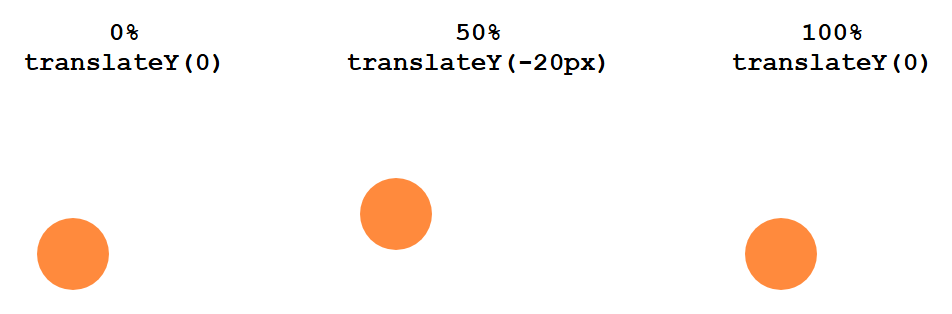 0%
translateY(0)
50%
translateY(-20px)
100%
translateY(0)